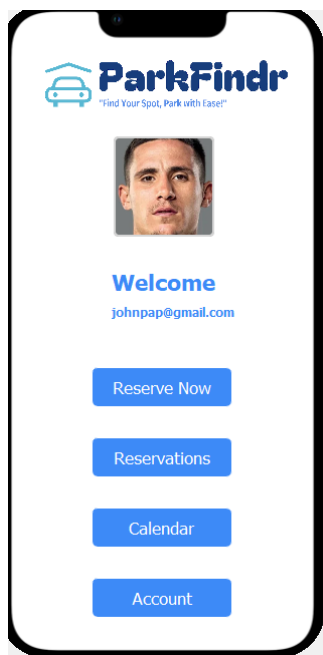 ParkFindr
"Find Your Spot, Park with Ease!"
Welcome
johnpap@gmail.com
Reserve Now
Reservations
Calendar
Account